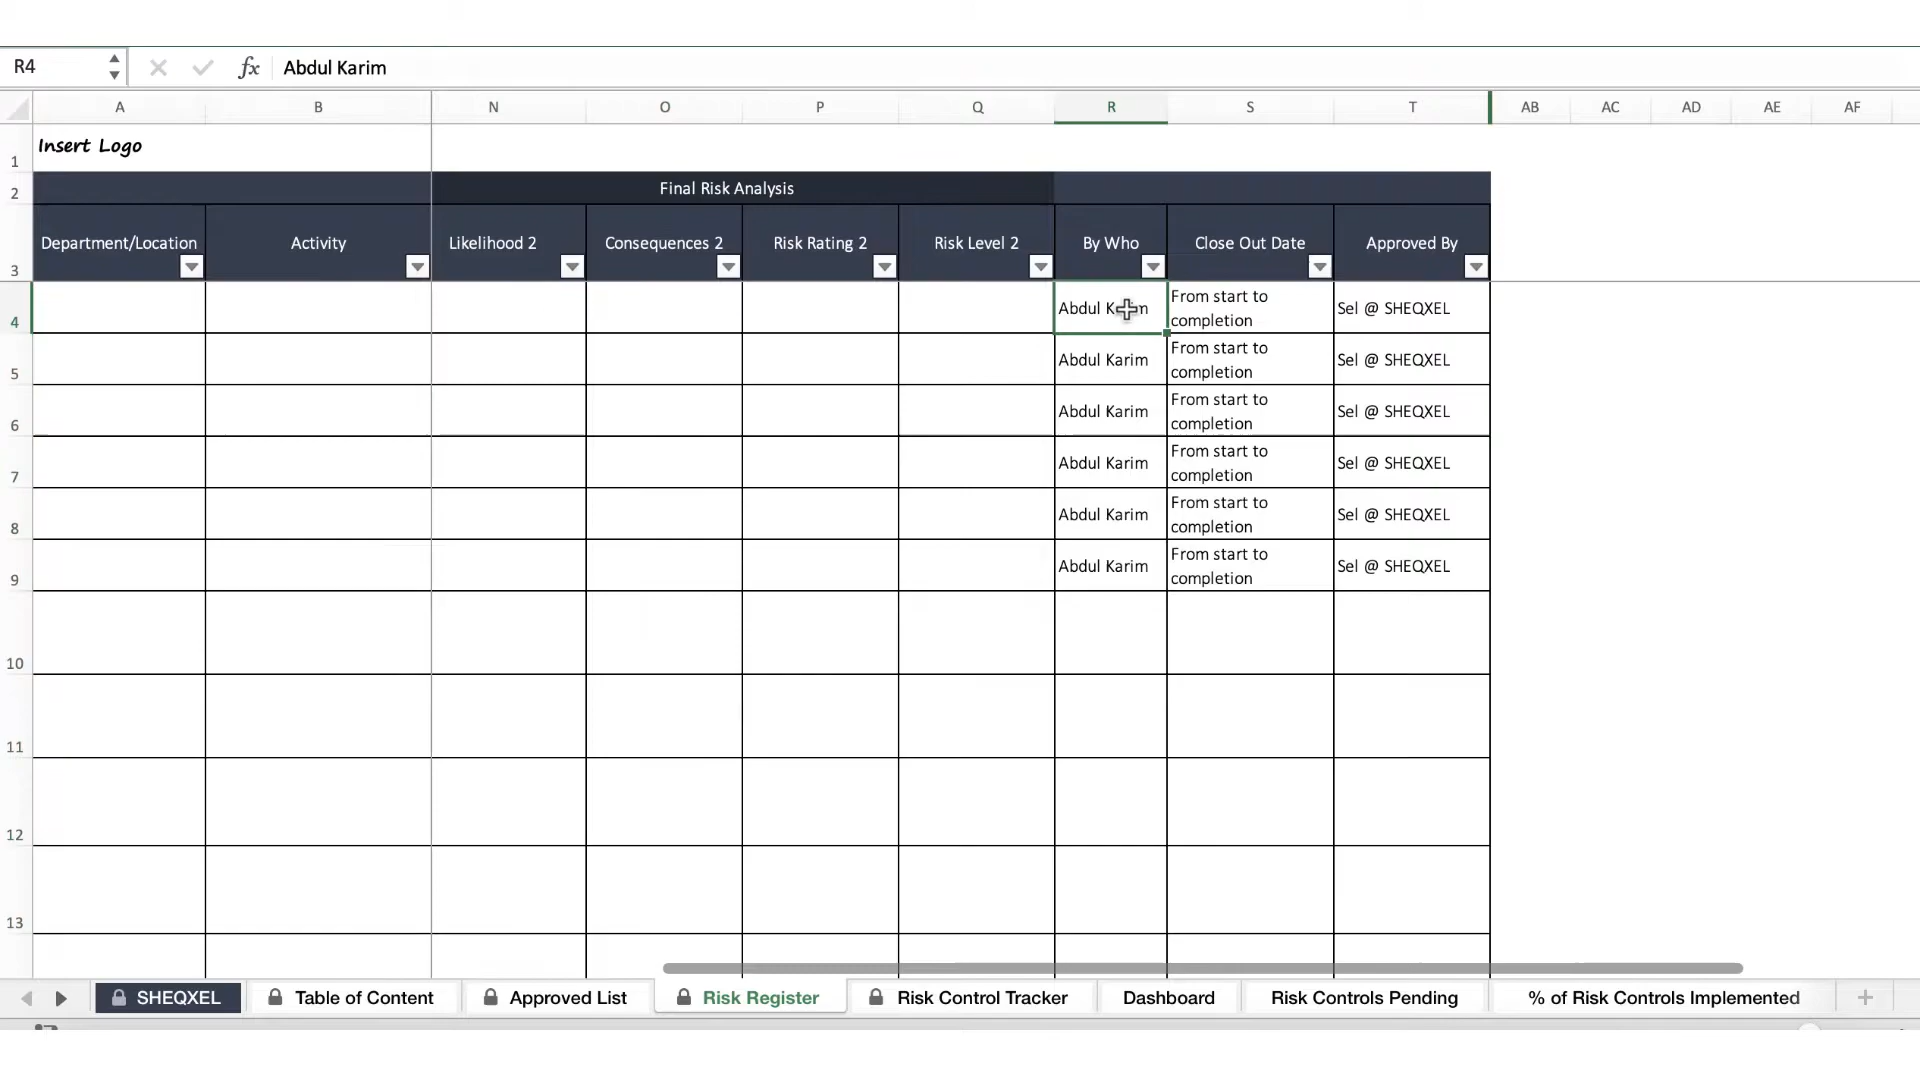 R4
fx
Abdul Karim
A B N O P Q R S T AB AC AD AE AF
1
Insert Logo
2
Final Risk Analysis
3
Department/Location
Activity
Likelihood 2
Consequences 2
Risk Rating 2
Risk Level 2
By Who
Close Out Date
Approved By
4
Abdul Karim
From start to
completion
Sel @ SHEQXEL
5
Abdul Karim
From start to
completion
Sel @ SHEQXEL
6
Abdul Karim
From start to
completion
Sel @ SHEQXEL
7
Abdul Karim
From start to
completion
Sel @ SHEQXEL
8
Abdul Karim
From start to
completion
Sel @ SHEQXEL
9
Abdul Karim
From start to
completion
Sel @ SHEQXEL
10
11
12
13
SHEQXEL
Table of Content
Approved List
Risk Register
Risk Control Tracker
Dashboard
Risk Controls Pending
% of Risk Controls Implemented